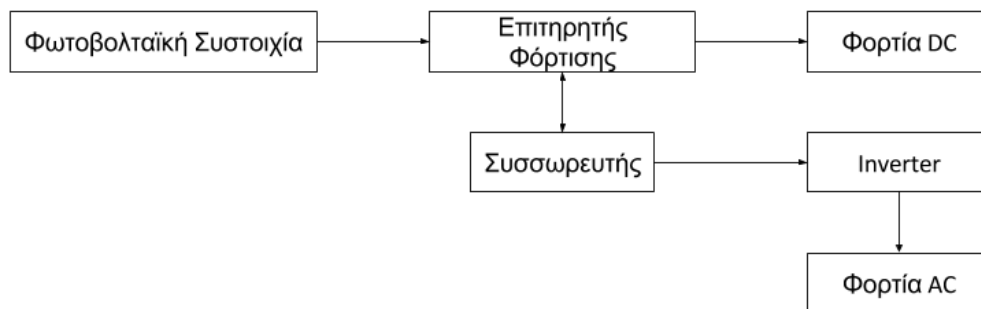 Φωτοβολταϊκή Συστοιχία
Επιτηρητής
Φόρτισης
Φορτία DC
Συσσωρευτής
Inverter
Φορτία AC